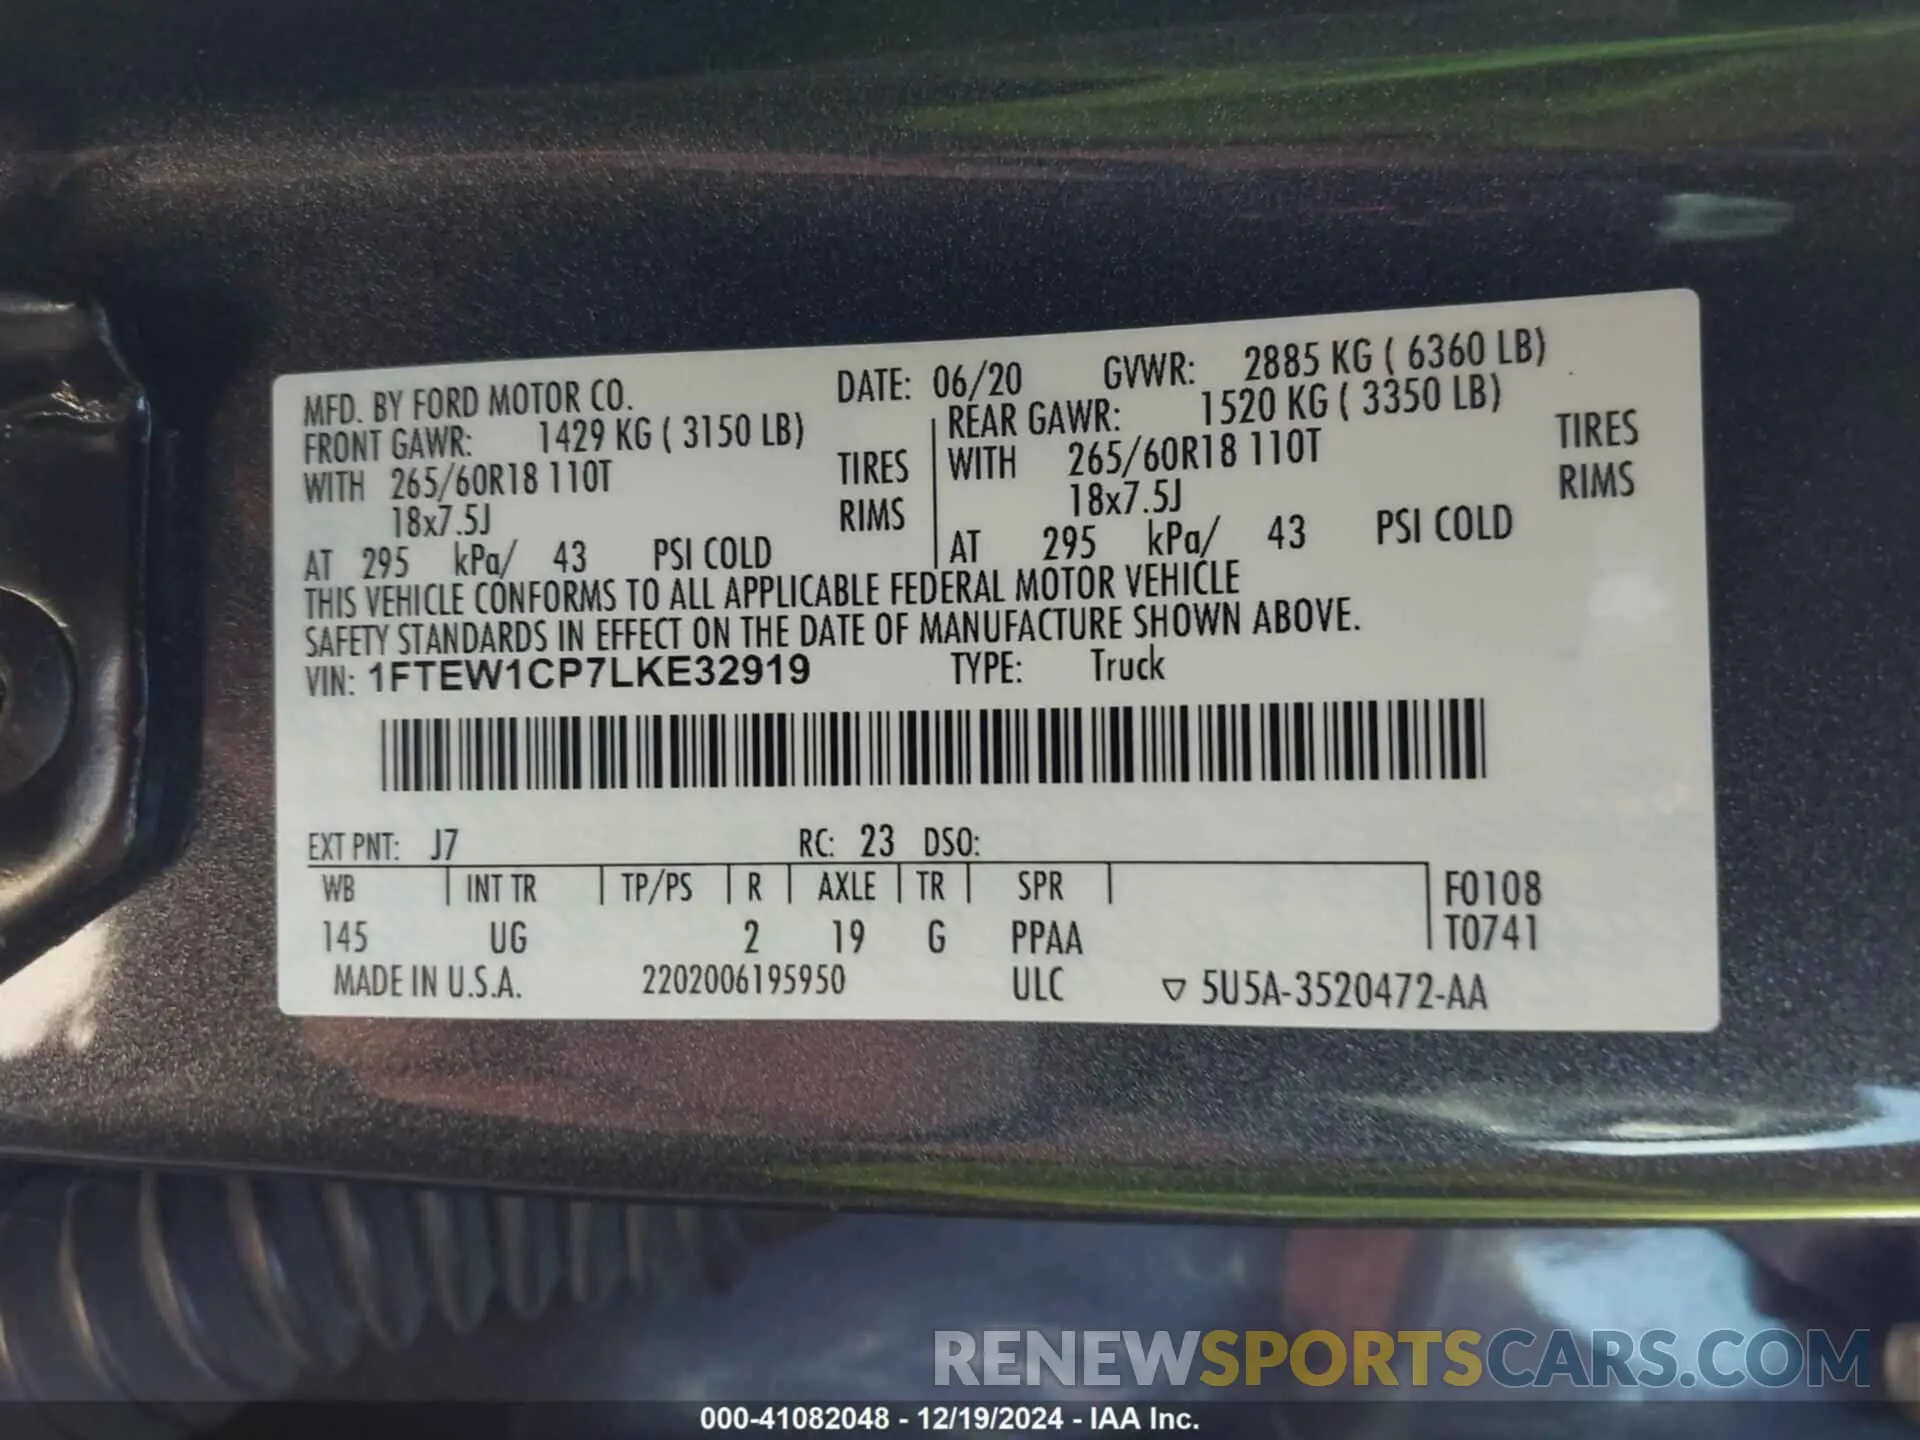 MFD. BY FORD MOTOR CO. DATE: 06/20 GVWR: 2885 KG ( 6360 LB)
FRONT GAWR: 1429 KG ( 3150 LB) REAR GAWR: 1520 KG ( 3350 LB)
WITH 265/60R18 110T TIRES WITH 265/60R18 110T TIRES
18x7.5J RIMS 18x7.5J RIMS
AT 295 kPa/ 43 PSI COLD AT 295 kPa/ 43 PSI COLD
THIS VEHICLE CONFORMS TO ALL APPLICABLE FEDERAL MOTOR VEHICLE
SAFETY STANDARDS IN EFFECT ON THE DATE OF MANUFACTURE SHOWN ABOVE.
VIN: 1FTEW1CP7LKE32919 TYPE: Truck
EXT PNT: J7 RC: 23 DSO:
WB INT TR TP/PS R AXLE TR SPR F0108
145 UG 2 19 G PPAA T0741
MADE IN U.S.A. 2202006195950 ULC ▽ 5U5A-3520472-AA
RENEWSPORTSCARS.COM
000-41082048 - 12/19/2024 - IAA Inc.